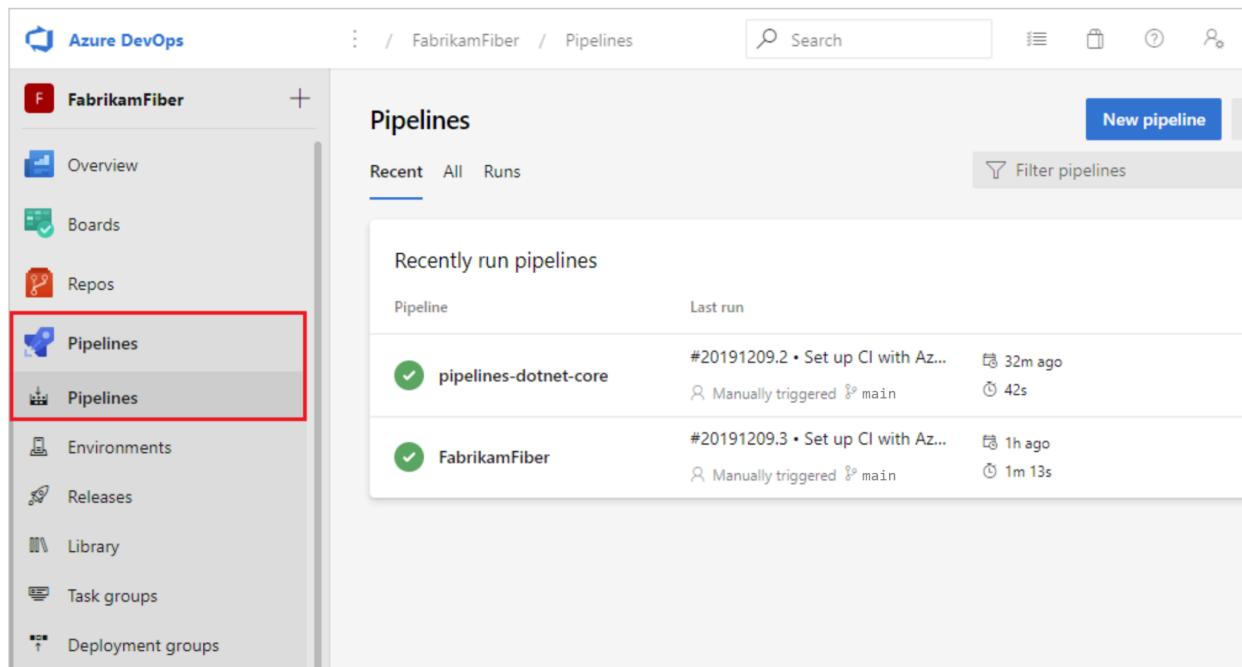 Azure DevOps
/ FabrikamFiber / Pipelines
Search
F FabrikamFiber
Overview
Boards
Repos
Pipelines
Pipelines
Environments
Releases
Library
Task groups
Deployment groups
Pipelines
New pipeline
Recent All Runs
Filter pipelines
Recently run pipelines
Pipeline Last run
pipelines-dotnet-core
#20191209.2 • Set up CI with Az...
Manually triggered main
32m ago
42s
FabrikamFiber
#20191209.3 • Set up CI with Az...
Manually triggered main
1h ago
1m 13s